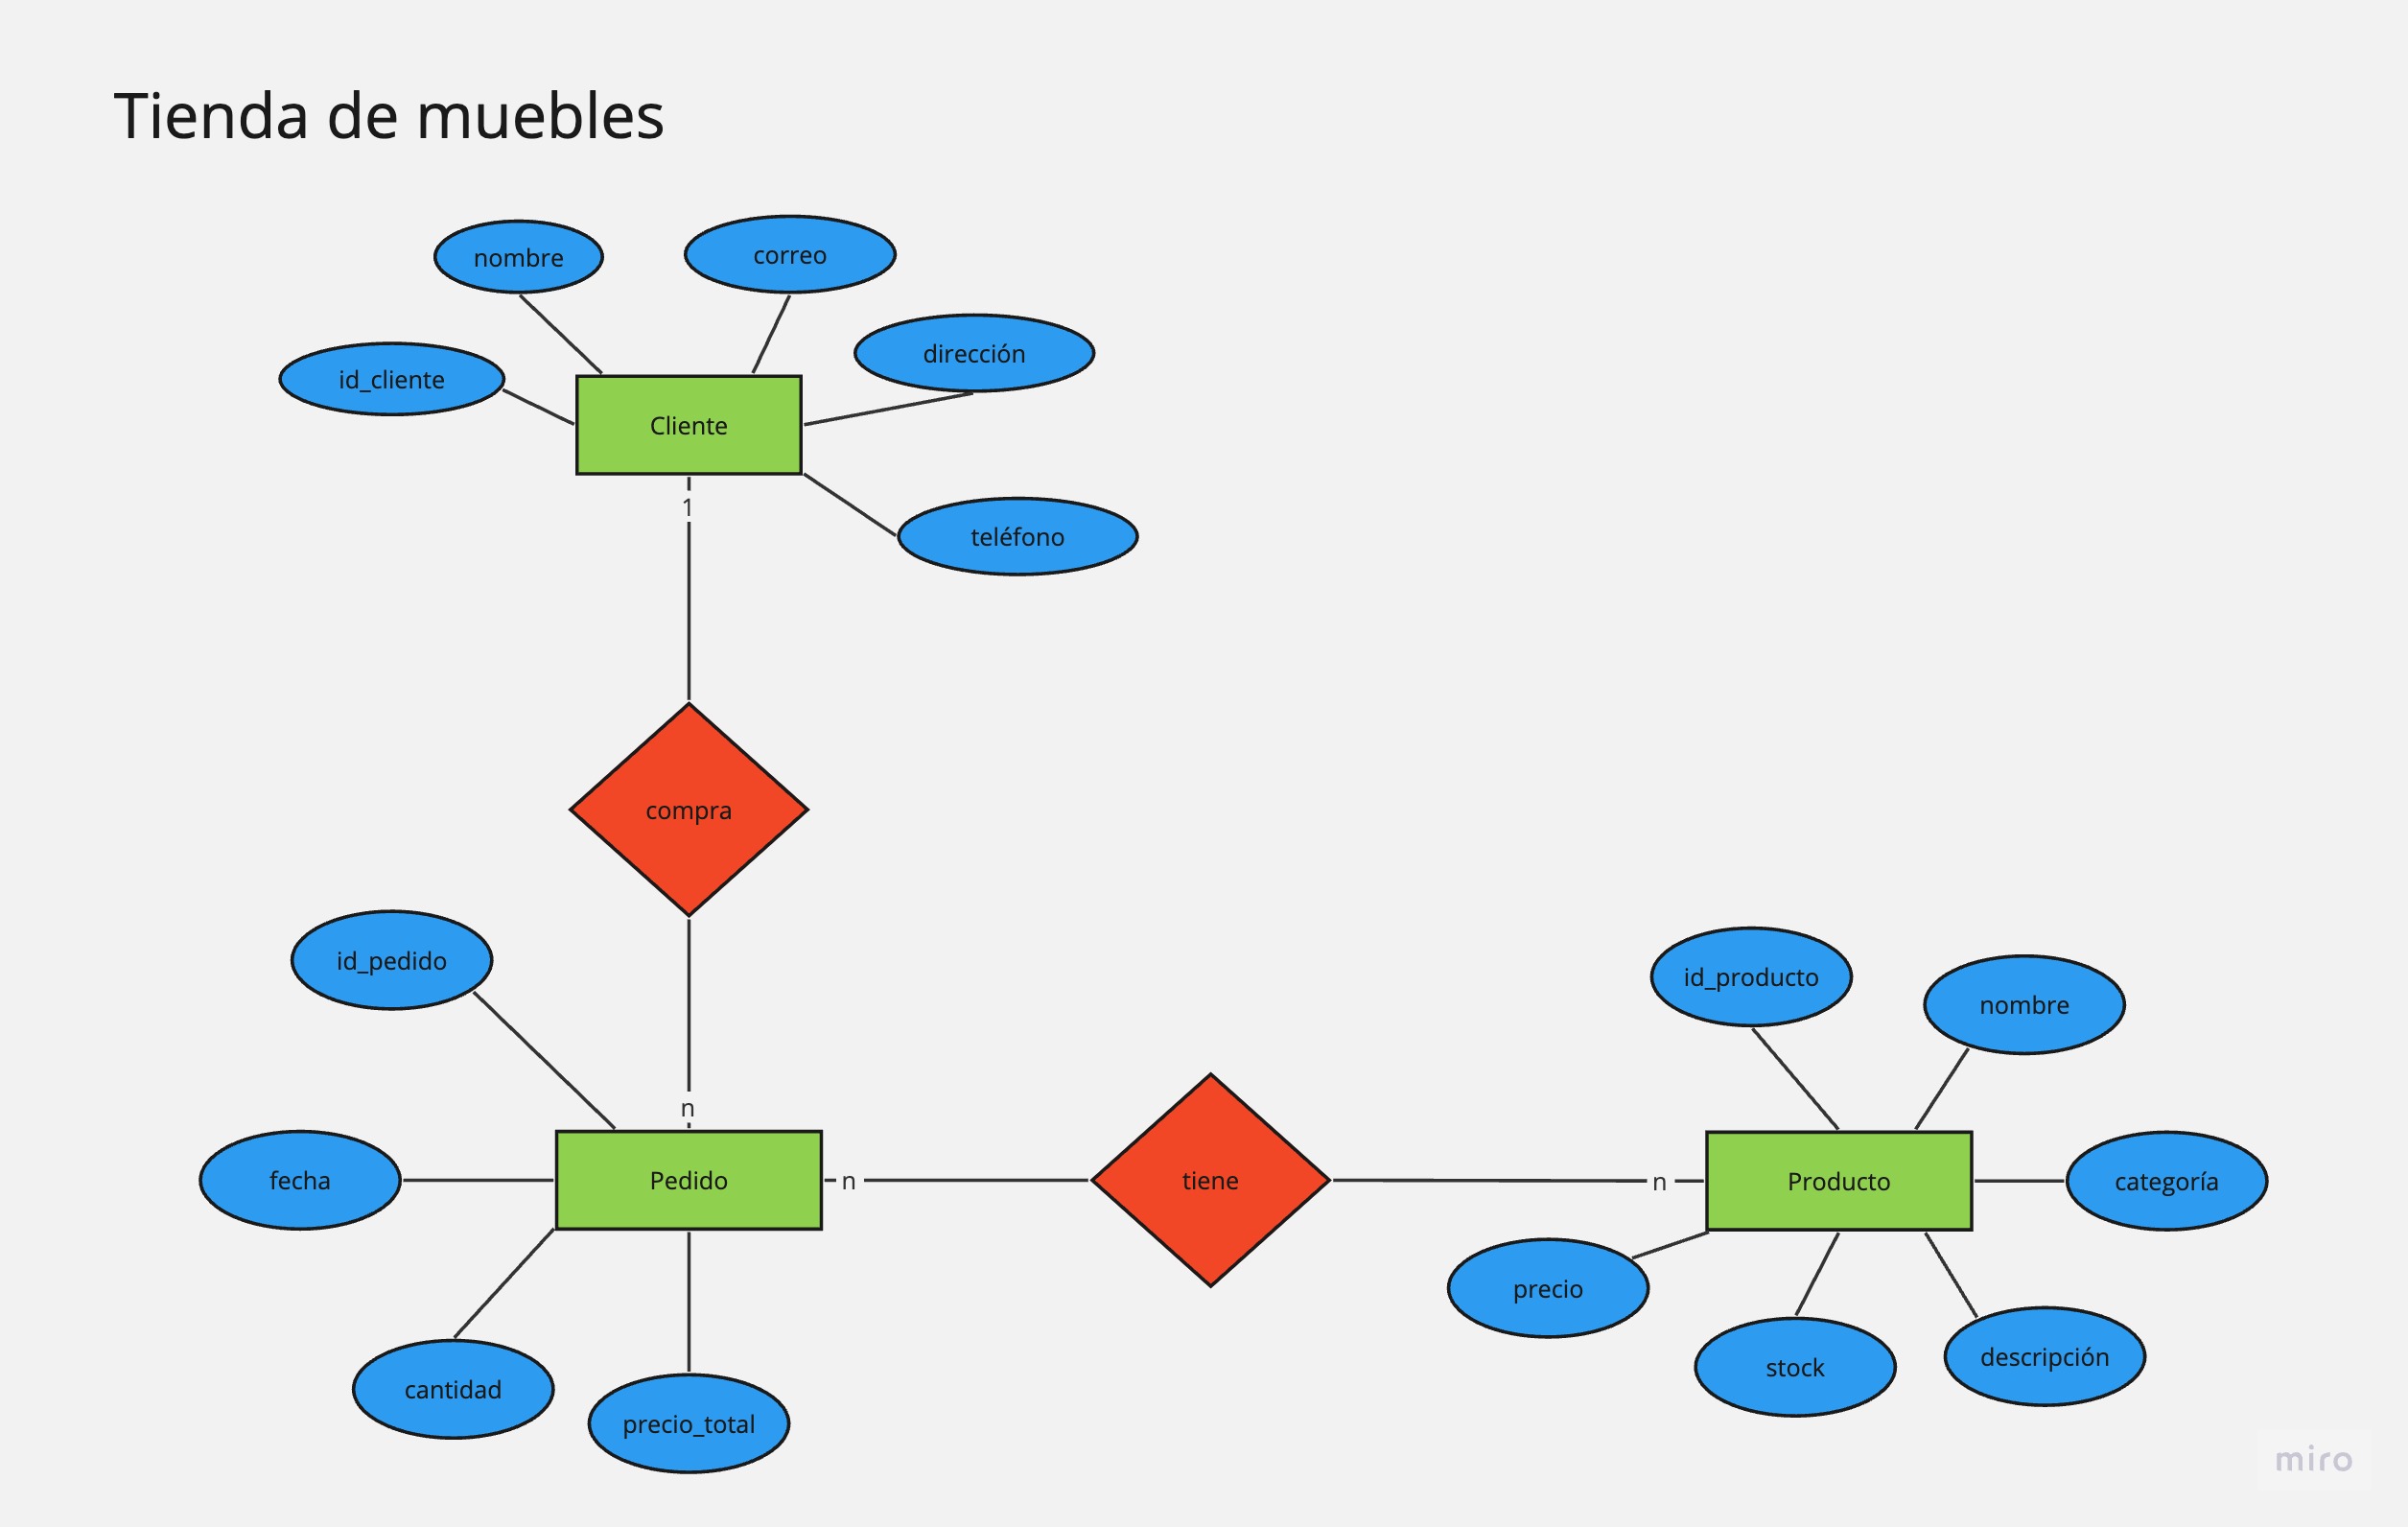 Tienda de muebles
nombre
correo
dirección
id_cliente
Cliente
1
teléfono
compra
id_pedido
id_producto
nombre
n
fecha
Pedido
n
tiene
n
Producto
categoría
precio
descripción
stock
cantidad
precio_total
miro